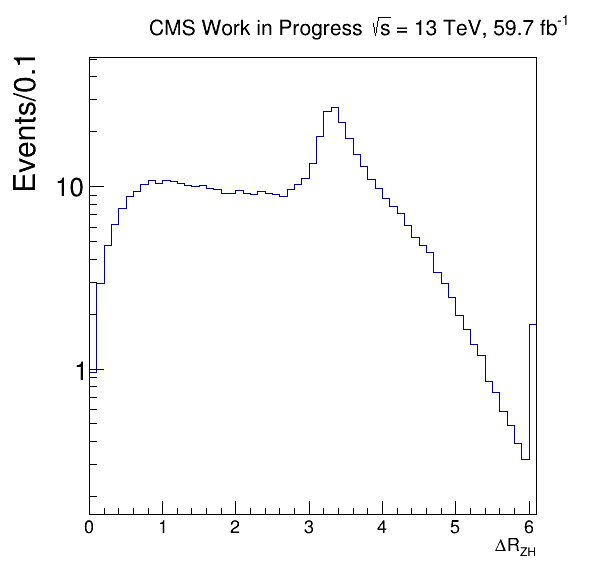 CMS Work in Progress √s = 13 TeV, 59.7 fb⁻¹
Events/0.1
10
1
0 1 2 3 4 5 6
ΔR_ZH